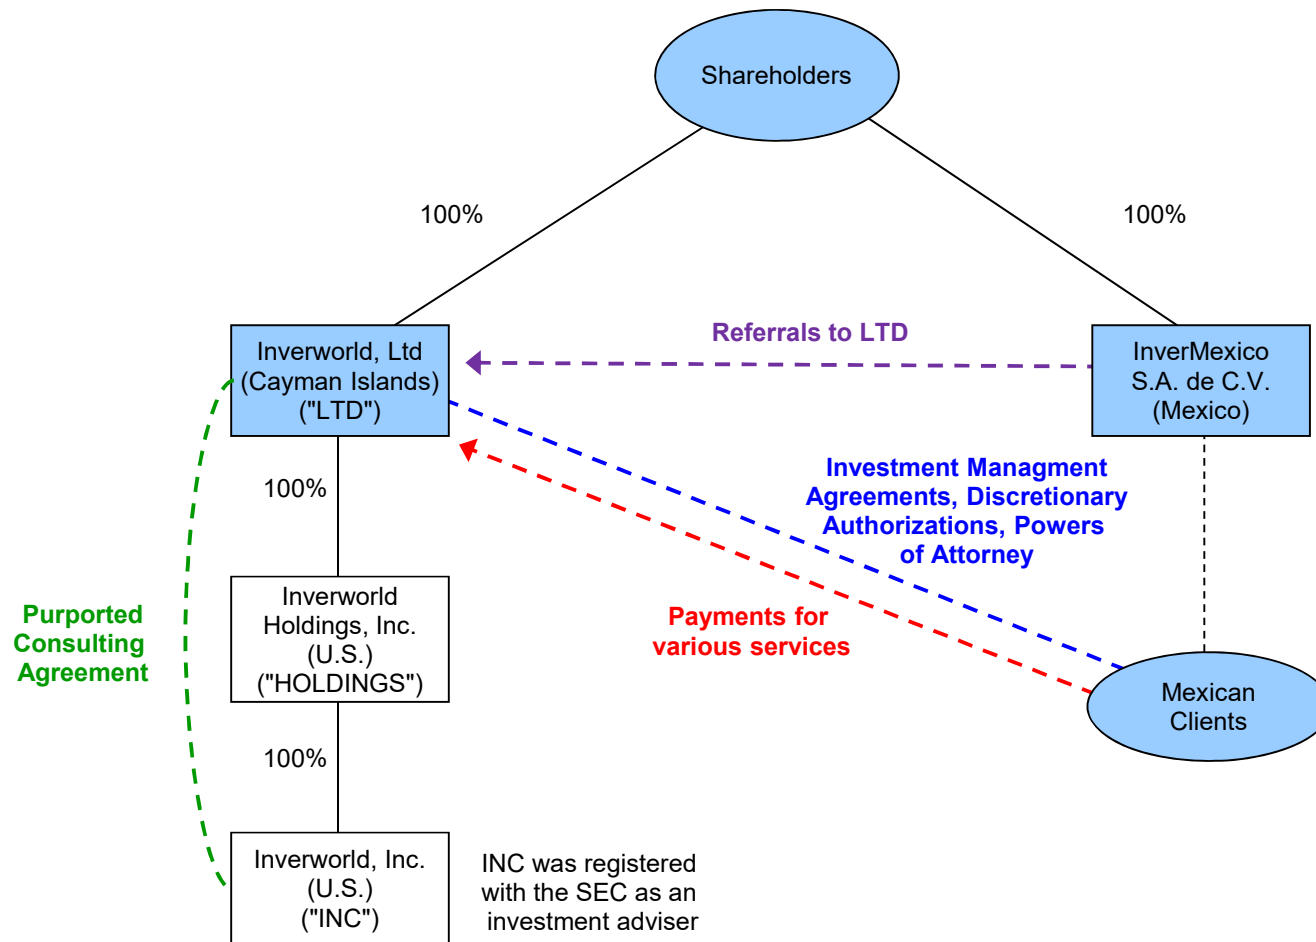 Shareholders
100%
100%
Referrals to LTD
Inverworld, Ltd
(Cayman Islands)
("LTD")
InverMexico
S.A. de C.V.
(Mexico)
100%
Investment Managment
Agreements, Discretionary
Authorizations, Powers
of Attorney
Purported
Consulting
Agreement
Inverworld
Holdings, Inc.
(U.S.)
("HOLDINGS")
Payments for
various services
Mexican
Clients
100%
Inverworld, Inc.
(U.S.)
("INC")
INC was registered
with the SEC as an
investment adviser